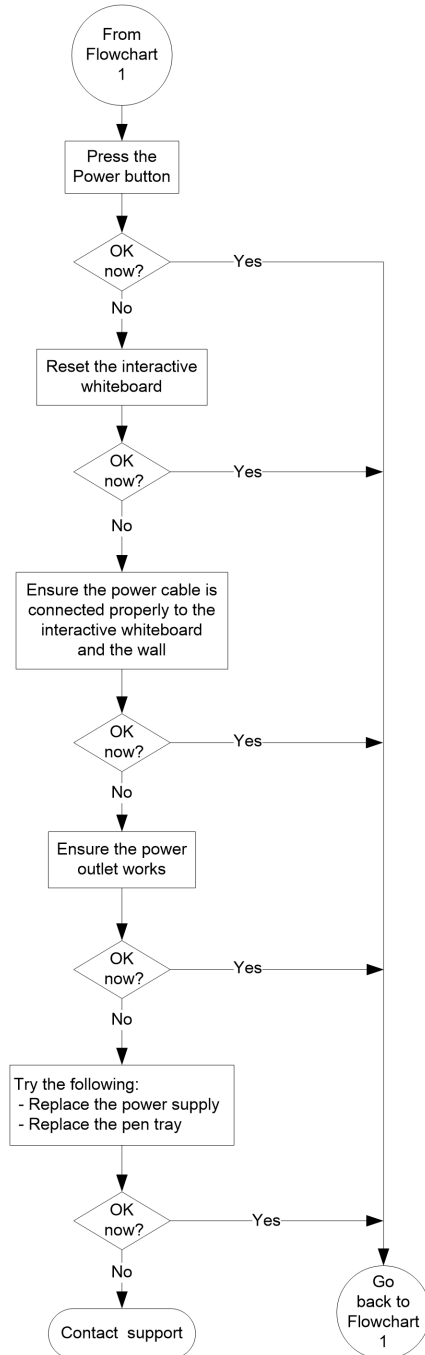 From
Flowchart
1
Press the
Power button
OK
now?
Yes
No
Reset the interactive
whiteboard
OK
now?
Yes
No
Ensure the power cable is
connected properly to the
interactive whiteboard
and the wall
OK
now?
Yes
No
Ensure the power
outlet works
OK
now?
Yes
No
Try the following:
- Replace the power supply
- Replace the pen tray
OK
now?
Yes
No
Contact support
Go
back to
Flowchart
1